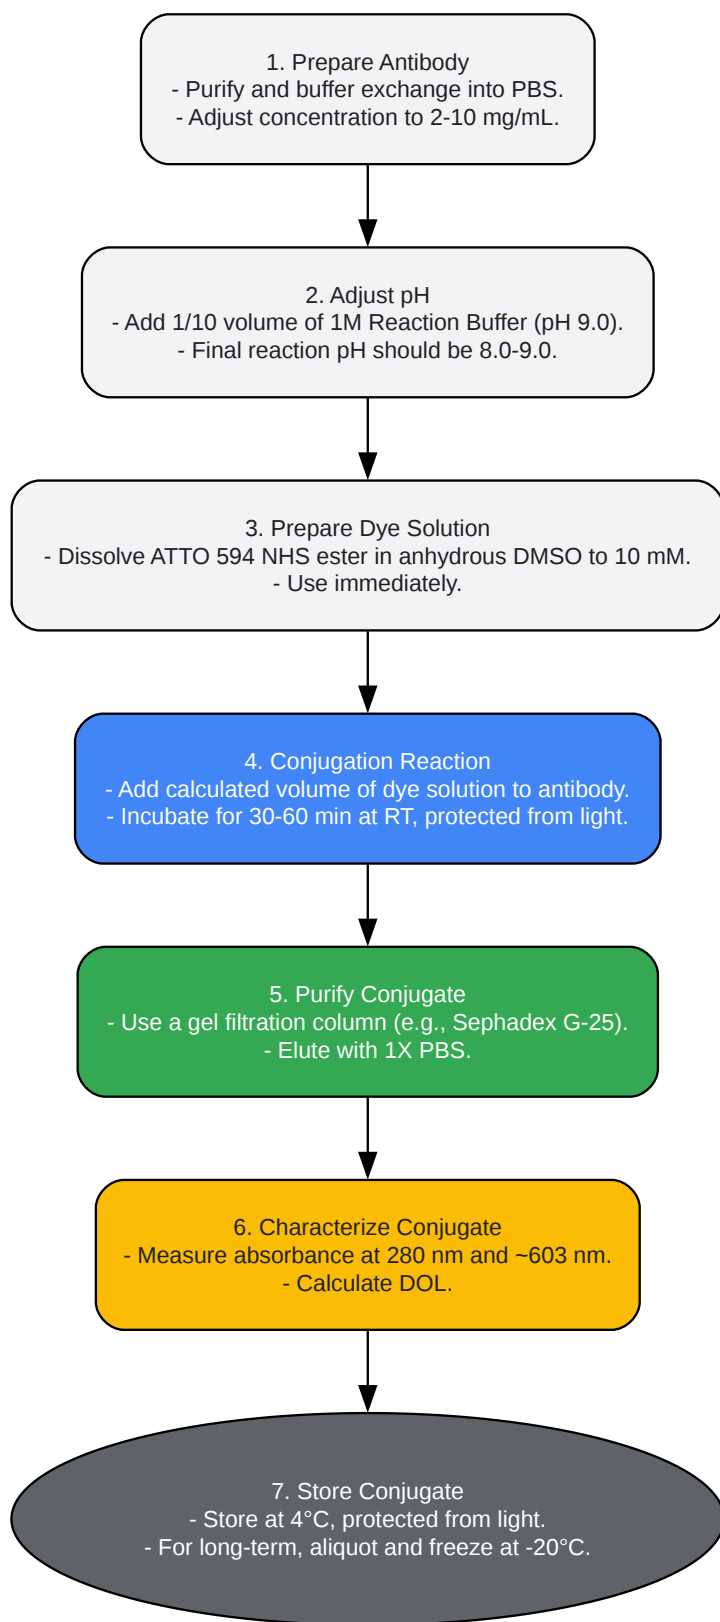 1. Prepare Antibody
- Purify and buffer exchange into PBS.
- Adjust concentration to 2-10 mg/mL.
2. Adjust pH
- Add 1/10 volume of 1M Reaction Buffer (pH 9.0).
- Final reaction pH should be 8.0-9.0.
3. Prepare Dye Solution
- Dissolve ATTO 594 NHS ester in anhydrous DMSO to 10 mM.
- Use immediately.
4. Conjugation Reaction
- Add calculated volume of dye solution to antibody.
- Incubate for 30-60 min at RT, protected from light.
5. Purify Conjugate
- Use a gel filtration column (e.g., Sephadex G-25).
- Elute with 1X PBS.
6. Characterize Conjugate
- Measure absorbance at 280 nm and ~603 nm.
- Calculate DOL.
7. Store Conjugate
- Store at 4°C, protected from light.
- For long-term, aliquot and freeze at -20°C.